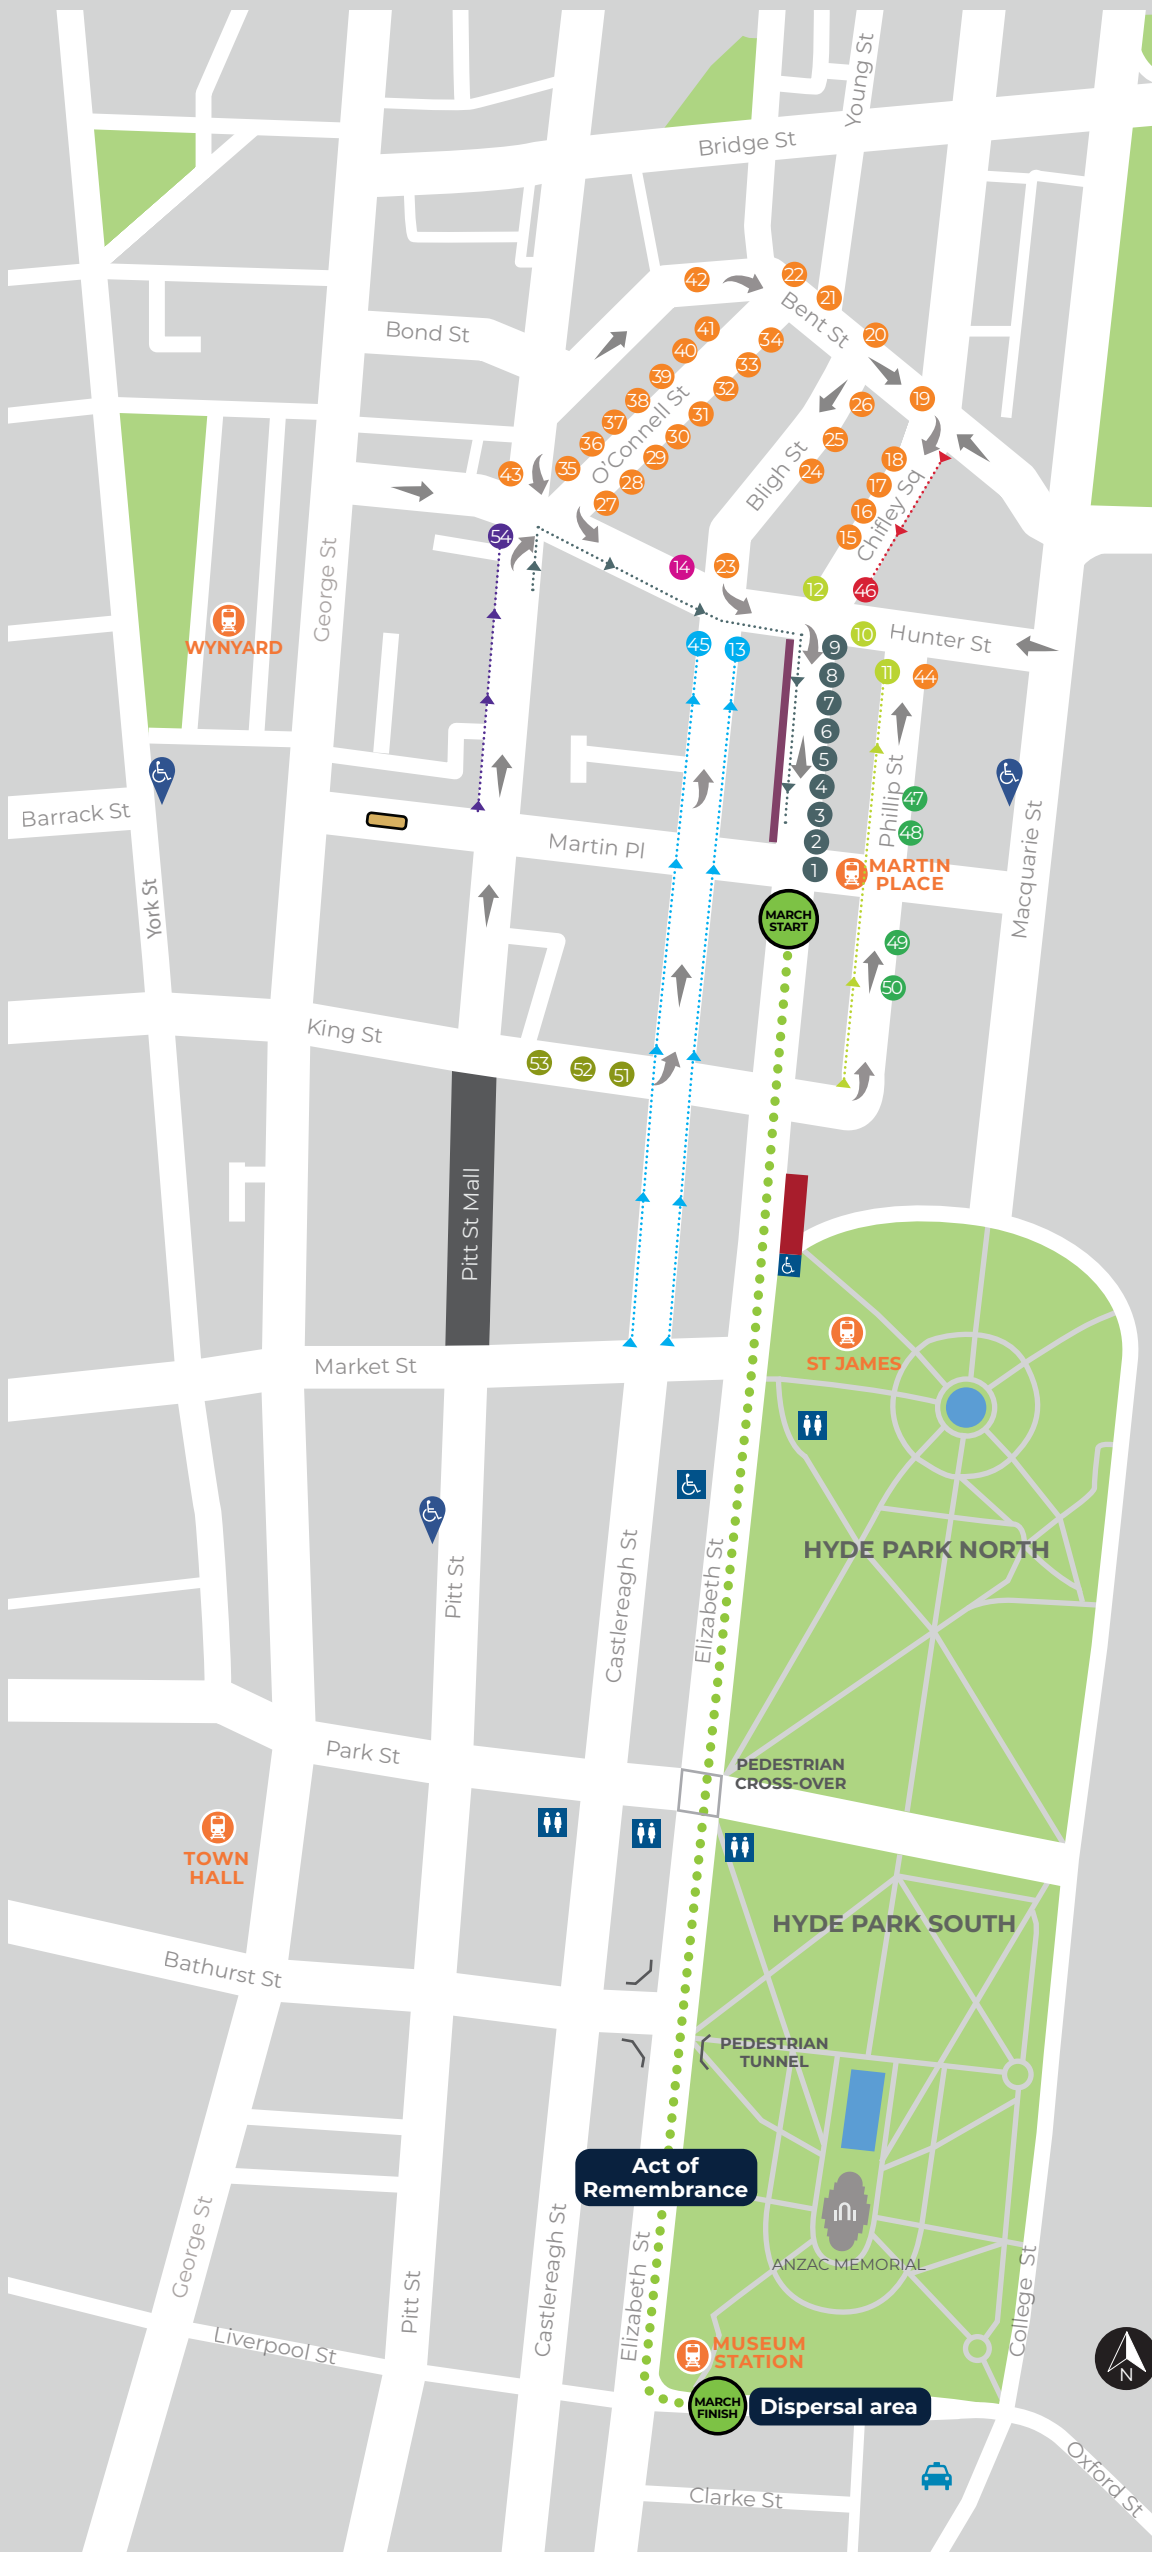 Young St
Bridge St
22
42
21
Bent St
41
20
Bond St
34
40
33
39
32
19
38
26
O'Connell St
31
37
30
25
36
Bligh St
29
18
35
24
43
28
17
Chifley Sq
27
16
54
15
14
23
George St
12
46
WYNYARD
10
Hunter St
45
13
9
11
44
8
7
6
5
Phillip St
47
4
Barrack St
3
48
Martin Pl
2
1
MARTIN
PLACE
Macquarie St
York St
MARCH
START
49
50
King St
53
52
51
Pitt St Mall
ST JAMES
Market St
HYDE PARK NORTH
Pitt St
Castlereagh St
Elizabeth St
Park St
PEDESTRIAN
CROSS-OVER
TOWN
HALL
HYDE PARK SOUTH
Bathurst St
PEDESTRIAN
TUNNEL
Act of
Remembrance
George St
Pitt St
Castlereagh St
Elizabeth St
ANZAC MEMORIAL
College St
Liverpool St
MUSEUM
STATION
N
MARCH
FINISH
Dispersal area
Oxford St
Clarke St